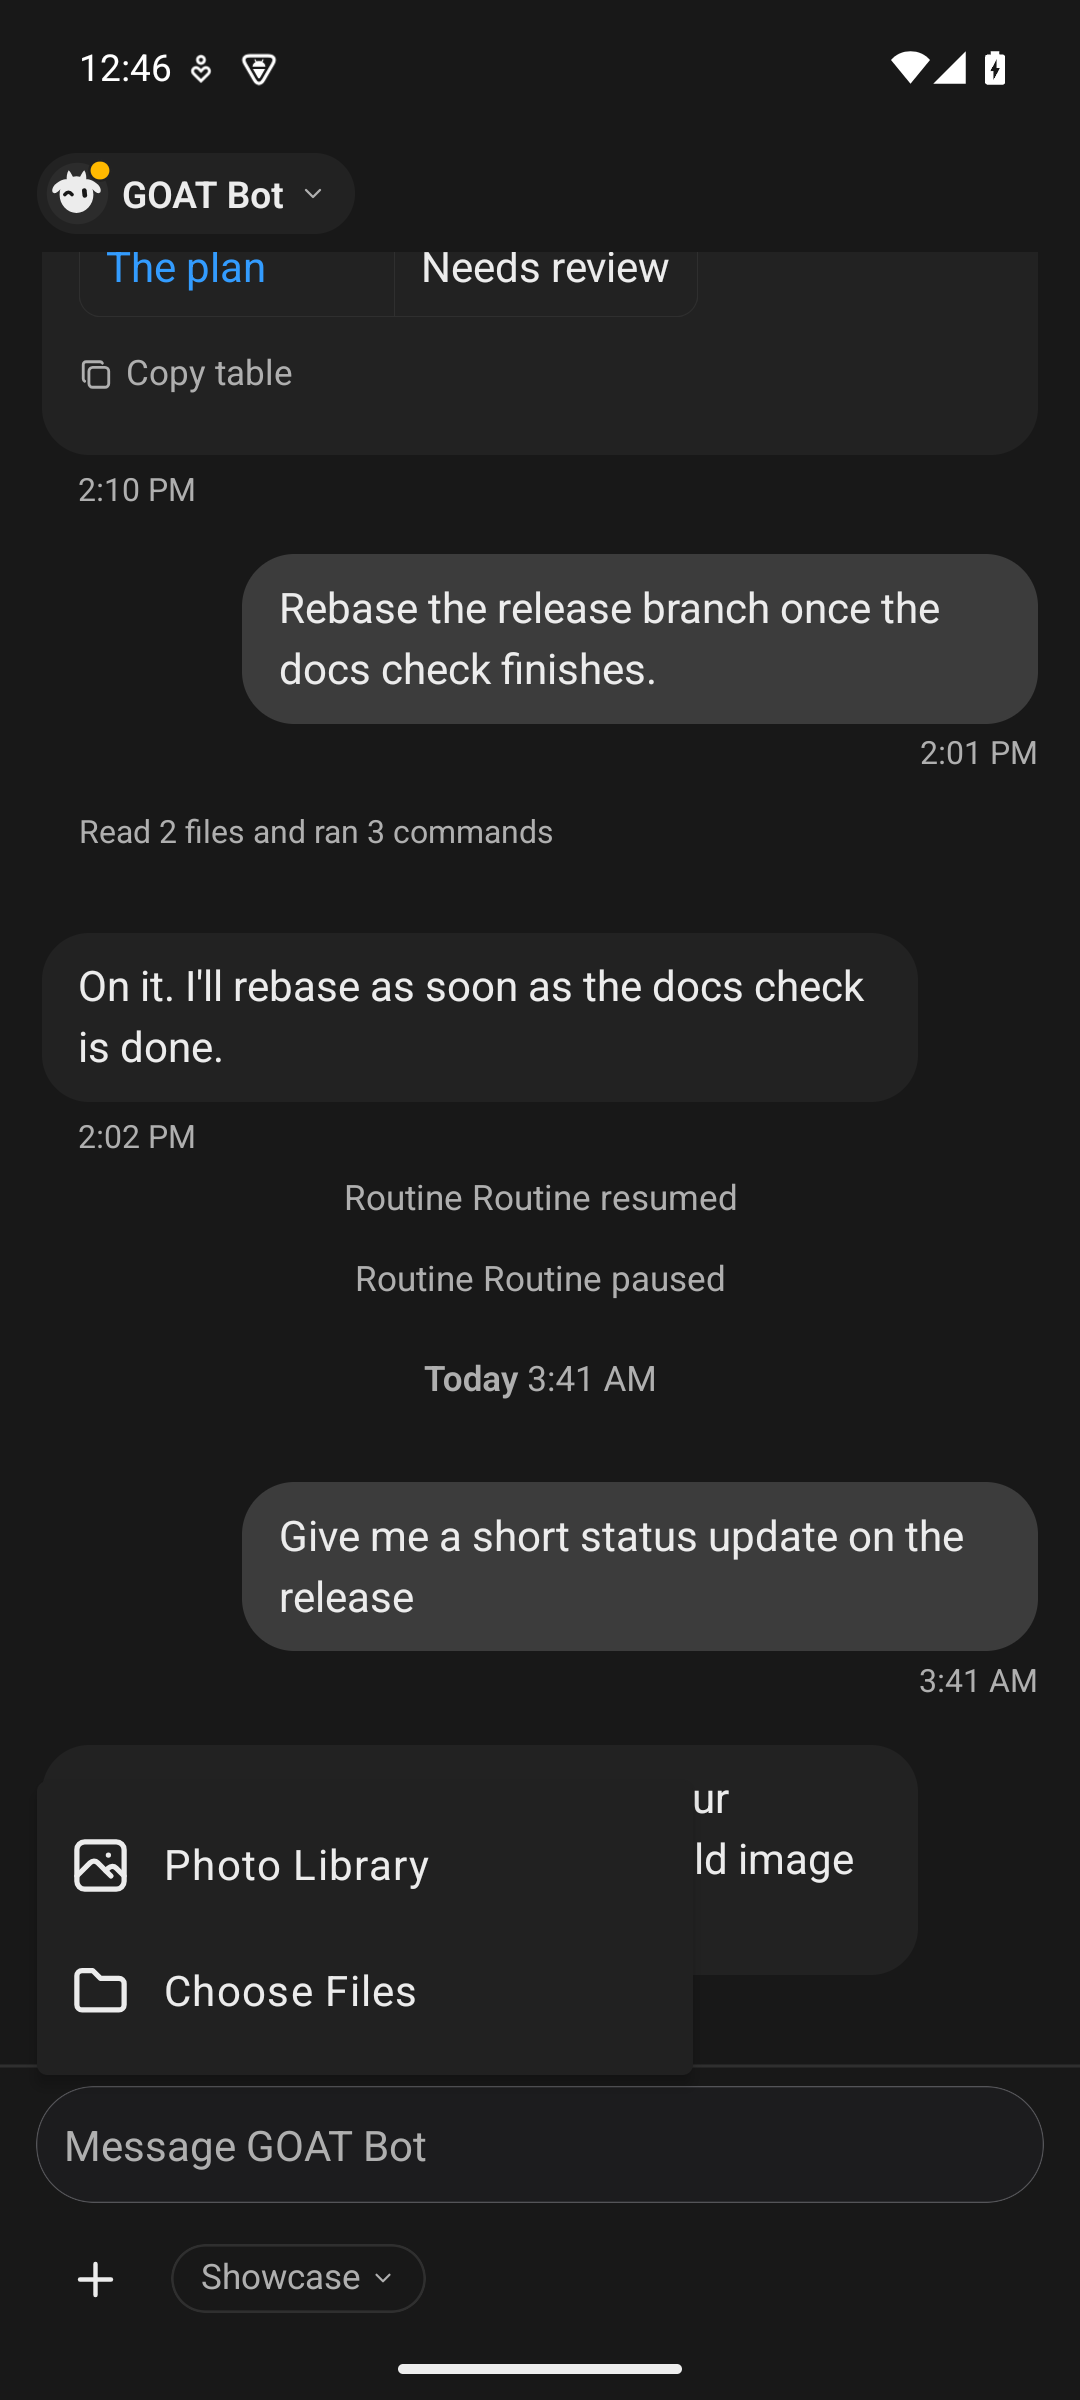 12:46
GOAT Bot
The plan Needs review
Copy table
2:10 PM
Rebase the release branch once the
docs check finishes.
2:01 PM
Read 2 files and ran 3 commands
On it. I'll rebase as soon as the docs check
is done.
2:02 PM
Routine Routine resumed
Routine Routine paused
Today 3:41 AM
Give me a short status update on the
release
3:41 AM
ur
ld image
Photo Library
Choose Files
Message GOAT Bot
Showcase